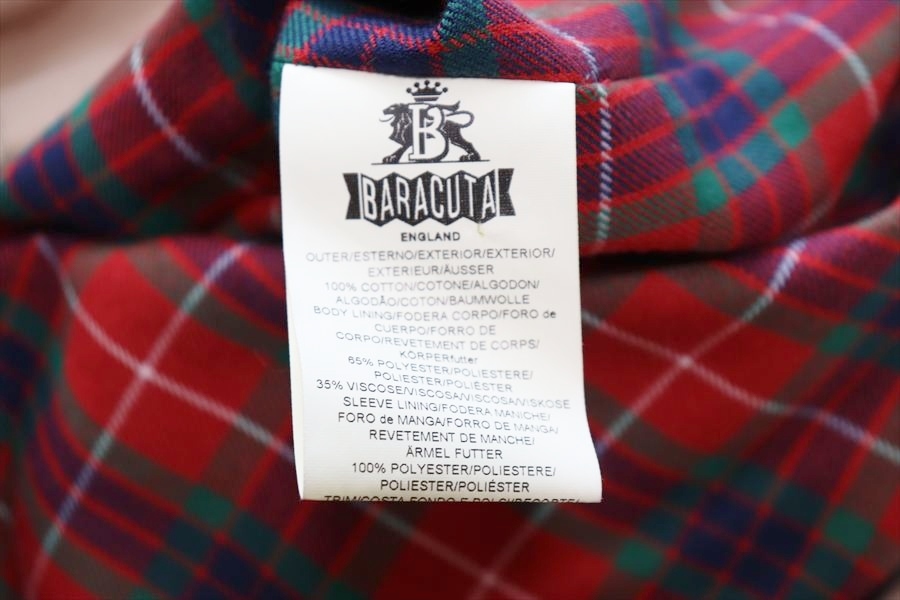 B
BARACUTA
ENGLAND
OUTER/ESTERNO/EXTERIOR/EXTERIOR/
EXTERIEUR/ÄUSSER
100% COTTON/COTONE/ALGODON/
ALGODÃO/COTON/BAUMWOLLE
BODY LINING/FODERA CORPO/FORO de
CUERPO/FORRO DE
CORPO/REVETEMENT DE CORPS/
KÖRPERfutter
65% POLYESTER/POLIESTERE/
POLIESTER/POLIÉSTER
35% VISCOSE/VISCOSA/VISCOSA/VISKOSE
SLEEVE LINING/FODERA MANICHE/
FORO de MANGA/FORRO de MANGA/
REVETEMENT DE MANCHE/
ÄRMEL FUTTER
100% POLYESTER/POLIESTERE/
POLIESTER/POLIÉSTER
TRIM/COSTA FONDO E